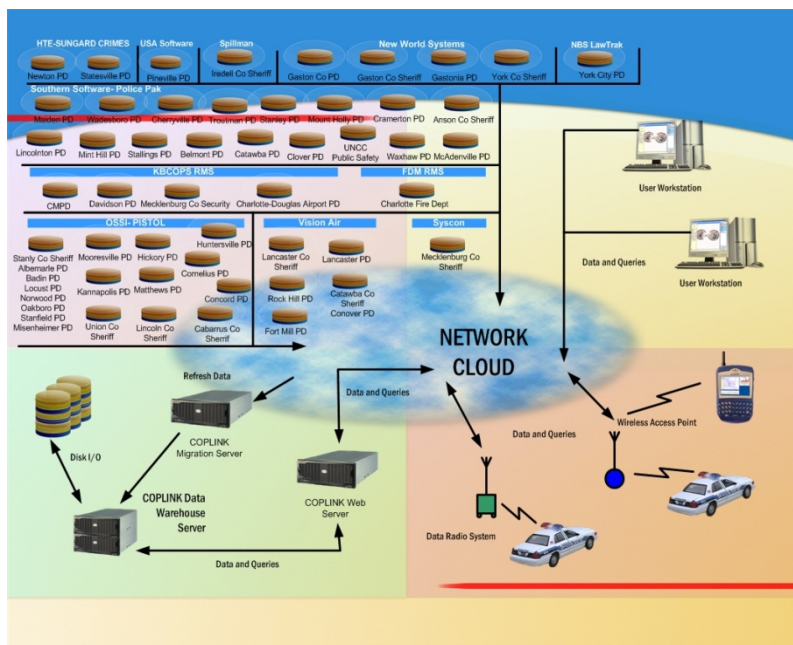 HTE-SUNGARD CRIMES
USA Software
Spillman
New World Systems
NBS LawTrak
Newton PD
Statesville PD
Pineville PD
Iredell Co Sheriff
Gaston Co PD
Gaston Co Sheriff
Gastonia PD
York Co Sheriff
York City PD
Southern Software- Police Pak
Maiden PD
Wadesboro PD
Cherryville PD
Troutman PD
Stanley PD
Mount Holly PD
Cramerton PD
Anson Co Sheriff
Lincolnton PD
Mint Hill PD
Stallings PD
Belmont PD
Catawba PD
Clover PD
UNCC
Public Safety
Waxhaw PD
McAdenville PD
KBCOPS RMS
FDM RMS
CMPD
Davidson PD
Mecklenburg Co Security
Charlotte-Douglas Airport PD
Charlotte Fire Dept
OSSI- PISTOL
Vision Air
Syscon
Stanly Co Sheriff
Albemarle PD
Badin PD
Locust PD
Norwood PD
Oakboro PD
Stanfield PD
Misenheimer PD
Mooresville PD
Hickory PD
Huntersville PD
Cornelius PD
Kannapolis PD
Matthews PD
Concord PD
Union Co
Sheriff
Lincoln Co
Sheriff
Cabarrus Co
Sherrif
Lancaster Co
Sheriff
Lancaster PD
Rock Hill PD
Catawba Co
Sheriff
Conover PD
Fort Mill PD
Mecklenburg Co
Sheriff
User Workstation
Data and Queries
User Workstation
NETWORK
CLOUD
Refresh Data
COPLINK
Migration Server
Data and Queries
Disk I/O
COPLINK Data
Warehouse
Server
COPLINK Web
Server
Data and Queries
Data and Queries
Wireless Access Point
Data Radio System